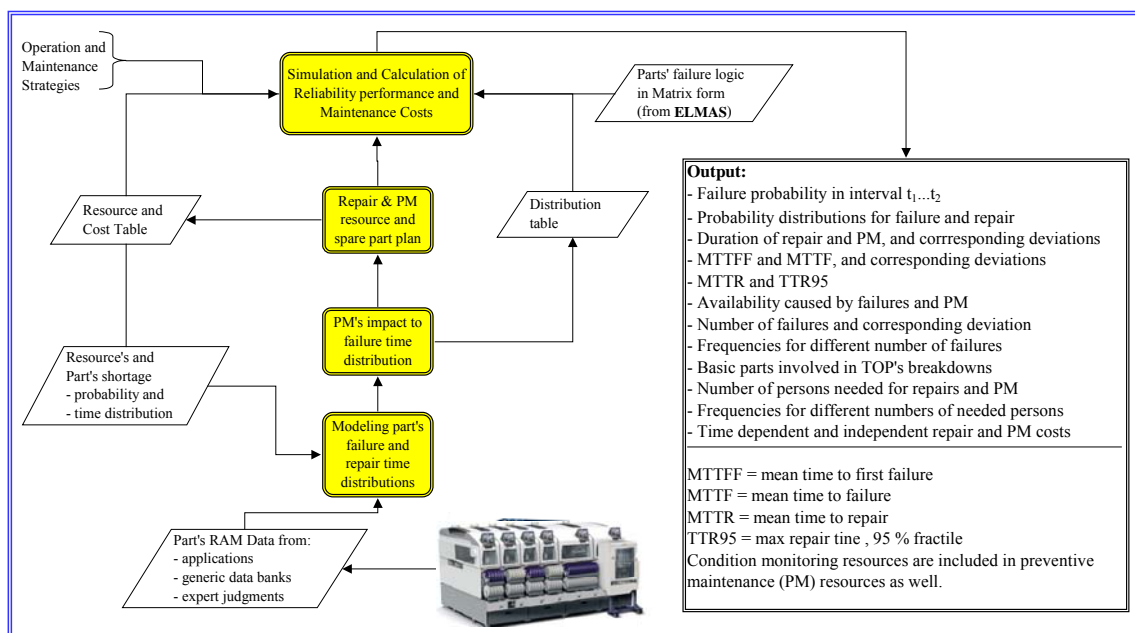 Operation and
Maintenance
Strategies
Simulation and Calculation of
Reliability performance and
Maintenance Costs
Parts' failure logic
in Matrix form
(from ELMAS)
Resource and
Cost Table
Repair & PM
resource and
spare part plan
Distribution
table
PM's impact to
failure time
distribution
Resource's and
Part's shortage
- probability and
- time distribution
Modeling part's
failure and
repair time
distributions
Part's RAM Data from:
- applications
- generic data banks
- expert judgments
Output:
- Failure probability in interval t₁...t₂
- Probability distributions for failure and repair
- Duration of repair and PM, and corrresponding deviations
- MTTFF and MTTF, and corresponding deviations
- MTTR and TTR95
- Availability caused by failures and PM
- Number of failures and corresponding deviation
- Frequencies for different number of failures
- Basic parts involved in TOP's breakdowns
- Number of persons needed for repairs and PM
- Frequencies for different numbers of needed persons
- Time dependent and independent repair and PM costs
MTTFF = mean time to first failure
MTTF = mean time to failure
MTTR = mean time to repair
TTR95 = max repair tine , 95 % fractile
Condition monitoring resources are included in preventive
maintenance (PM) resources as well.